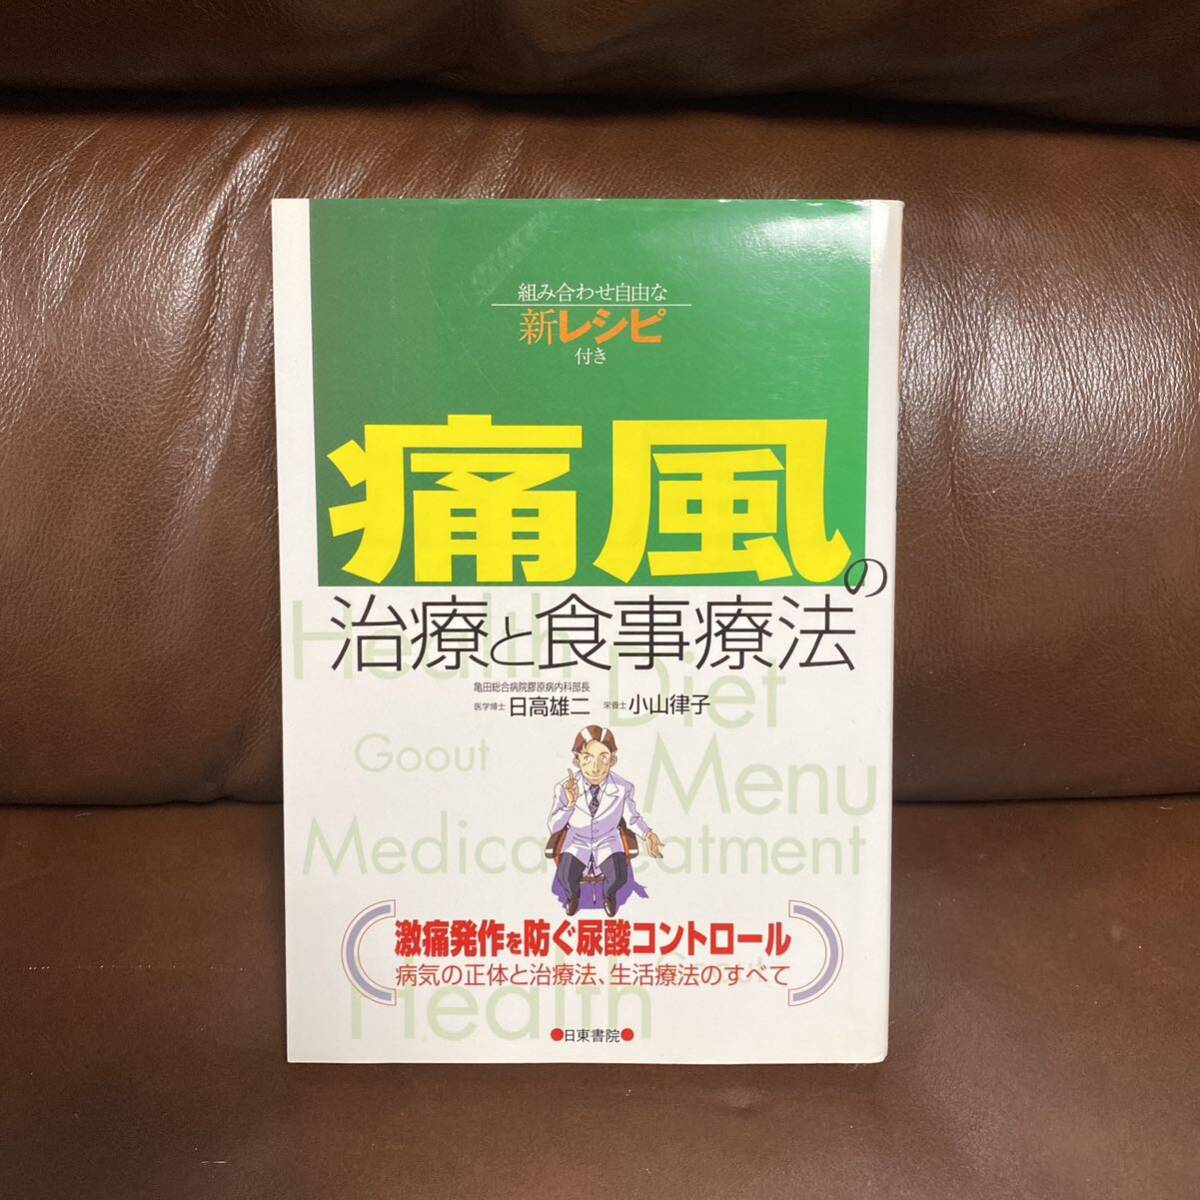 組み合わせ自由な
新レシピ
付き
痛風の
治療と食事療法
亀田総合病院膠原病内科部長
医学博士 日高雄二 栄養士 小山律子
Health
Diet
Goout
Menu
Medical Treatment
激痛発作を防ぐ尿酸コントロール
病気の正体と治療法、生活療法のすべて
Goout
Health
●日東書院●